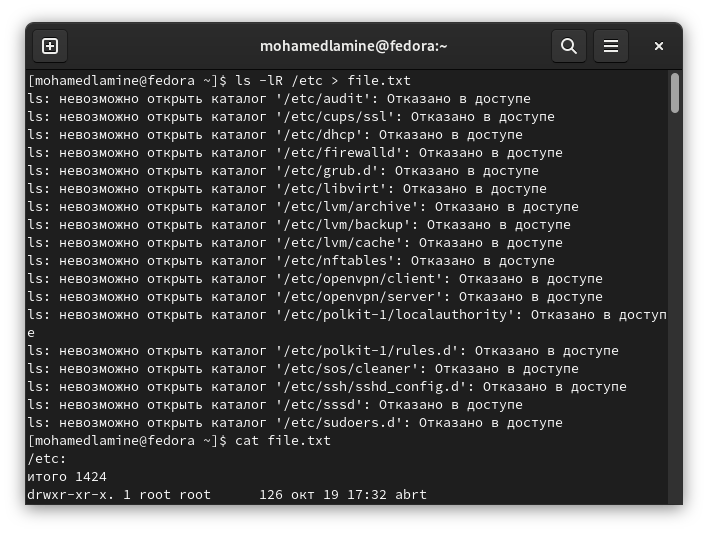 mohamedlamine@fedora:~
[mohamedlamine@fedora ~]$ ls -lR /etc > file.txt
ls: невозможно открыть каталог '/etc/audit': Отказано в доступе
ls: невозможно открыть каталог '/etc/cups/ssl': Отказано в доступе
ls: невозможно открыть каталог '/etc/dhcp': Отказано в доступе
ls: невозможно открыть каталог '/etc/firewalld': Отказано в доступе
ls: невозможно открыть каталог '/etc/grub.d': Отказано в доступе
ls: невозможно открыть каталог '/etc/libvirt': Отказано в доступе
ls: невозможно открыть каталог '/etc/lvm/archive': Отказано в доступе
ls: невозможно открыть каталог '/etc/lvm/backup': Отказано в доступе
ls: невозможно открыть каталог '/etc/lvm/cache': Отказано в доступе
ls: невозможно открыть каталог '/etc/nftables': Отказано в доступе
ls: невозможно открыть каталог '/etc/openvpn/client': Отказано в доступе
ls: невозможно открыть каталог '/etc/openvpn/server': Отказано в доступе
ls: невозможно открыть каталог '/etc/polkit-1/localauthority': Отказано в доступ
е
ls: невозможно открыть каталог '/etc/polkit-1/rules.d': Отказано в доступе
ls: невозможно открыть каталог '/etc/sos/cleaner': Отказано в доступе
ls: невозможно открыть каталог '/etc/ssh/sshd_config.d': Отказано в доступе
ls: невозможно открыть каталог '/etc/sssd': Отказано в доступе
ls: невозможно открыть каталог '/etc/sudoers.d': Отказано в доступе
[mohamedlamine@fedora ~]$ cat file.txt
/etc:
итого 1424
drwxr-xr-x. 1 root root      126 окт 19 17:32 abrt